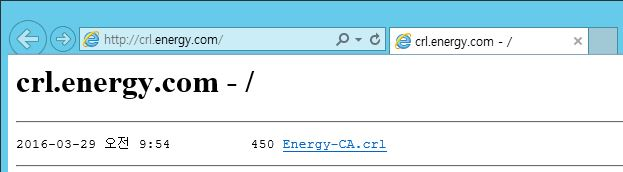 http://crl.energy.com/
crl.energy.com - /
crl.energy.com - /
2016-03-29 오전 9:54 450 Energy-CA.crl